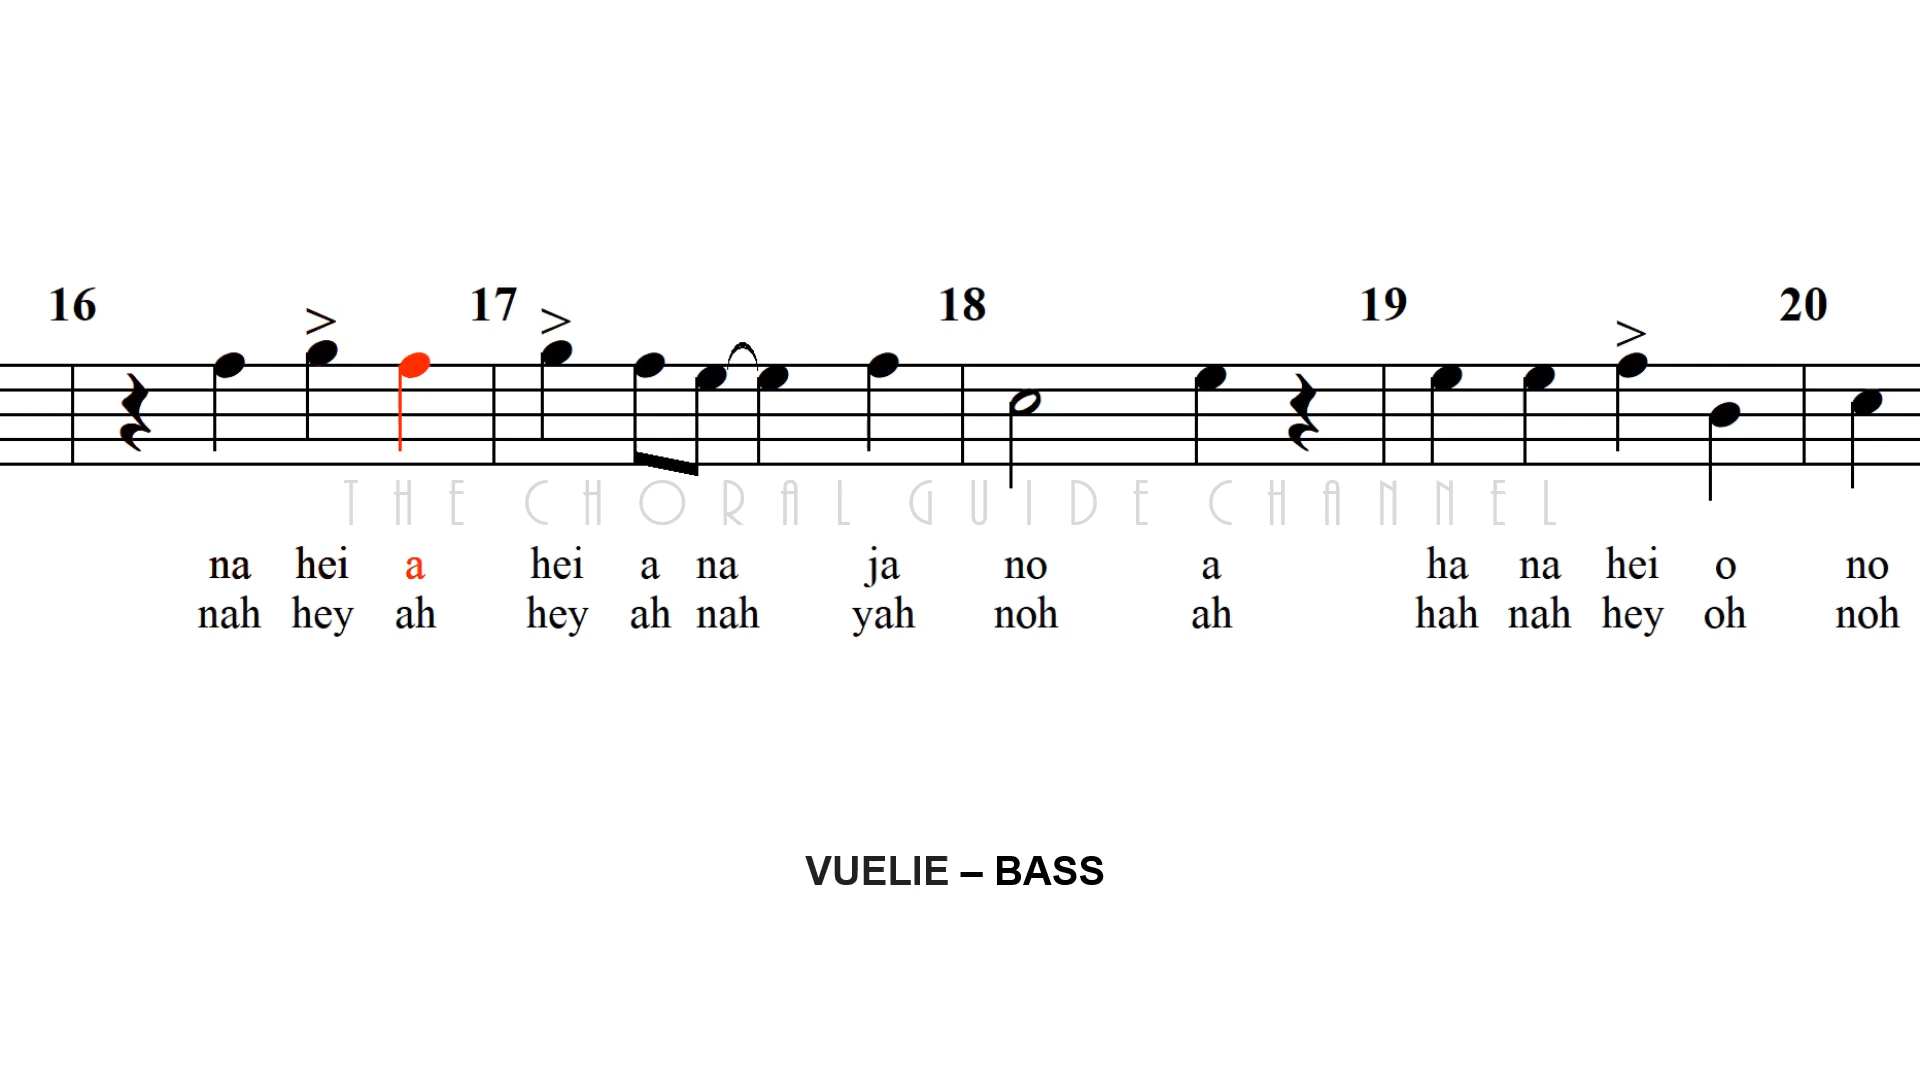 16 17 18 19 20
THE CHORAL GUIDE CHANNEL
na hei a hei a na ja no a ha na hei o no
nah hey ah hey ah nah yah noh ah hah nah hey oh noh
VUELIE – BASS